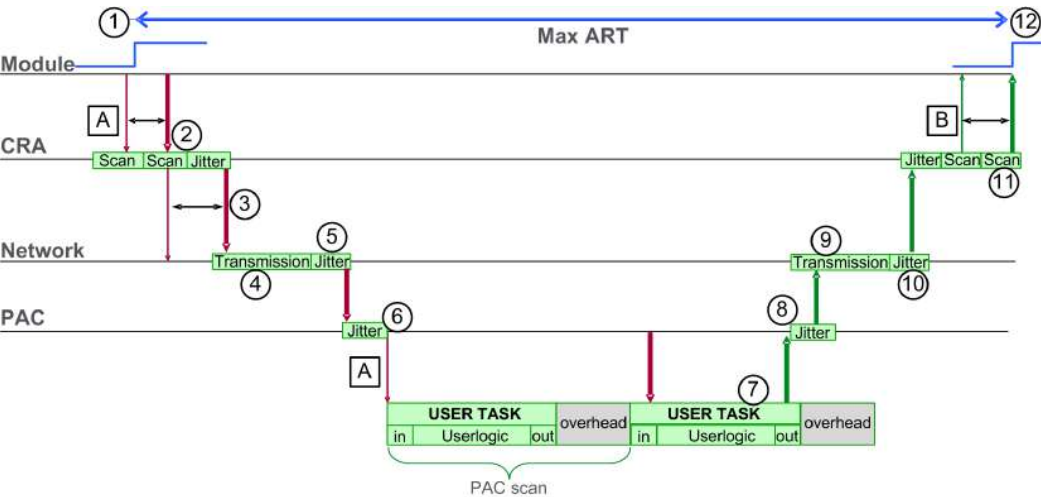 1
12
Max ART
Module
A
2
B
CRA
Scan Scan Jitter
Jitter Scan Scan
11
3
5
9
Network
Transmission Jitter
Transmission Jitter
4
10
6
8
PAC
Jitter
Jitter
A
7
USER TASK
overhead
USER TASK
overhead
in Userlogic out
in Userlogic out
PAC scan